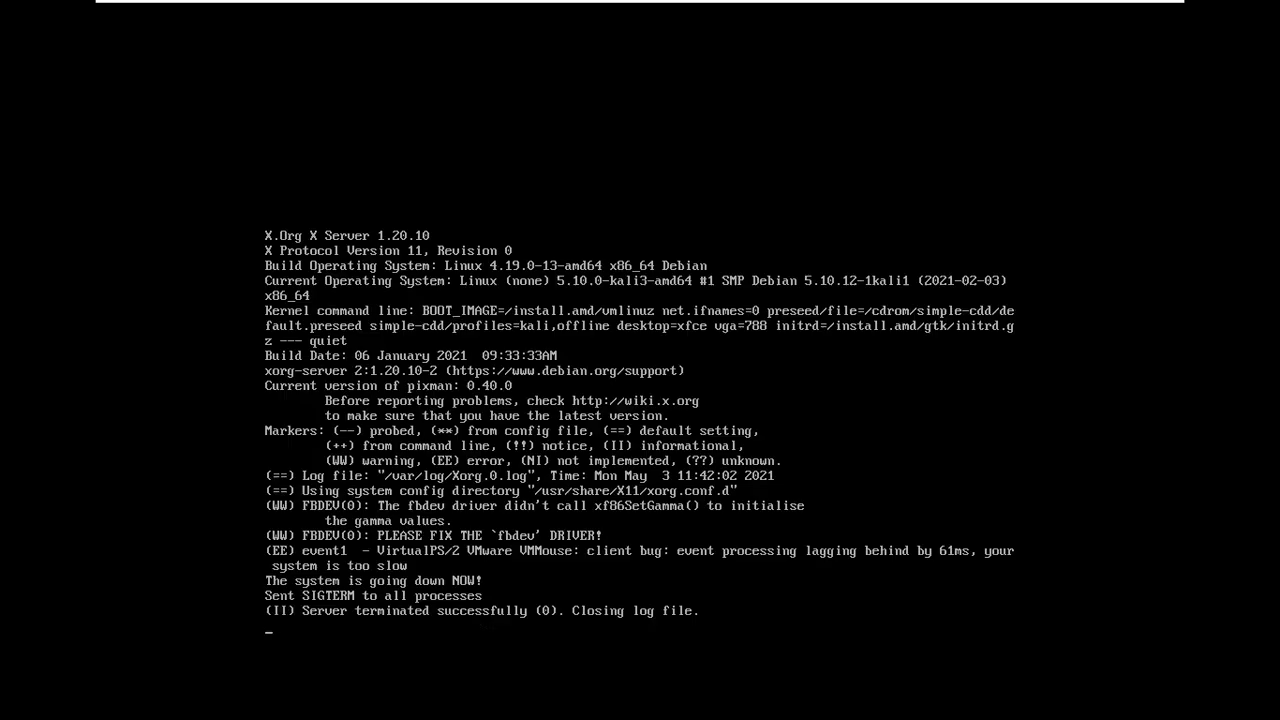 X.Org X Server 1.20.10
X Protocol Version 11, Revision 0
Build Operating System: Linux 4.19.0-13-amd64 x86_64 Debian
Current Operating System: Linux (none) 5.10.0-kali3-amd64 #1 SMP Debian 5.10.12-1kali1 (2021-02-03)
x86_64
Kernel command line: BOOT_IMAGE=/install.amd/vmlinuz net.ifnames=0 preseed/file=/cdrom/simple-cdd/de
fault.preseed simple-cdd/profiles=kali,offline desktop=xfce vga=788 initrd=/install.amd/gtk/initrd.g
z --- quiet
Build Date: 06 January 2021  09:33:33AM
xorg-server 2:1.20.10-2 (https://www.debian.org/support)
Current version of pixman: 0.40.0
        Before reporting problems, check http://wiki.x.org
        to make sure that you have the latest version.
Markers: (--) probed, (**) from config file, (==) default setting,
        (++) from command line, (!!) notice, (II) informational,
        (WW) warning, (EE) error, (NI) not implemented, (??) unknown.
(==) Log file: "/var/log/Xorg.0.log", Time: Mon May  3 11:42:02 2021
(==) Using system config directory "/usr/share/X11/xorg.conf.d"
(WW) FBDEV(0): The fbdev driver didn't call xf86SetGamma() to initialise
        the gamma values.
(WW) FBDEV(0): PLEASE FIX THE `fbdev' DRIVER!
(EE) event1  - VirtualPS/2 VMware VMMouse: client bug: event processing lagging behind by 61ms, your
 system is too slow
The system is going down NOW!
Sent SIGTERM to all processes
(II) Server terminated successfully (0). Closing log file.